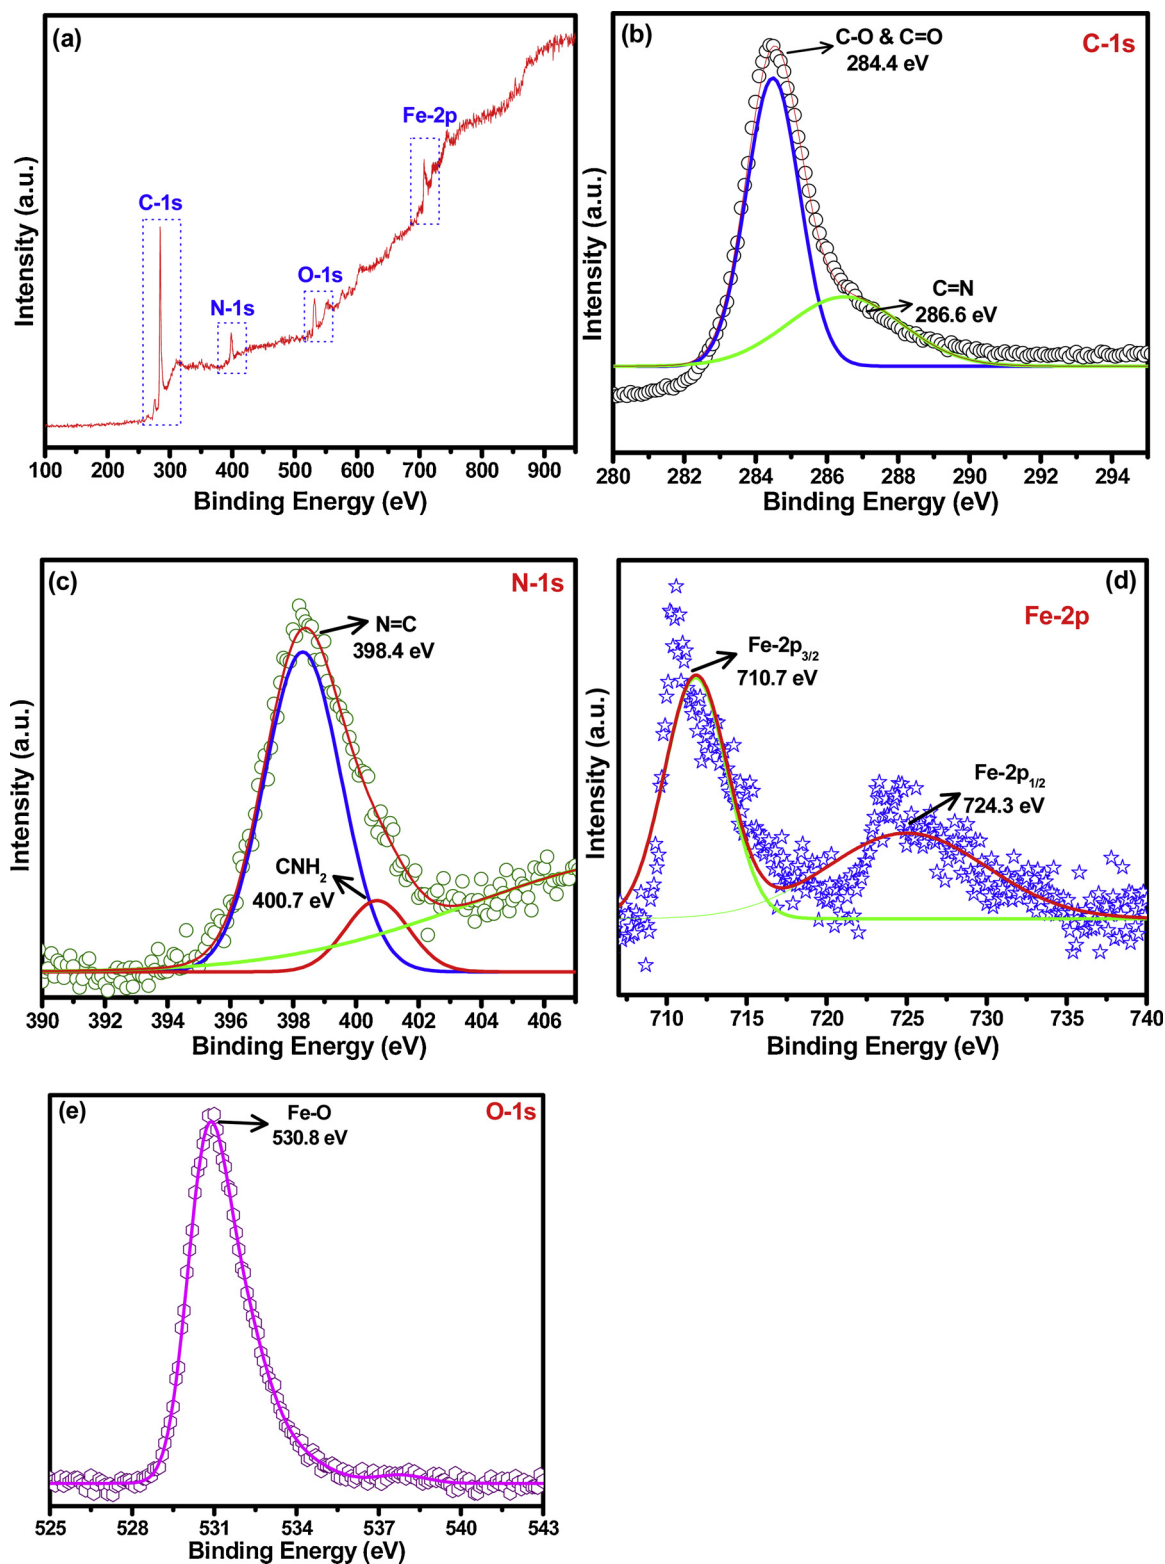 (a)
Fe-2p
C-1s
O-1s
N-1s
Intensity (a.u.)
100 200 300 400 500 600 700 800 900
Binding Energy (eV)
(b)
C-O & C=O
284.4 eV
C-1s
C=N
286.6 eV
Intensity (a.u.)
280 282 284 286 288 290 292 294
Binding Energy (eV)
(c)
N-1s
N=C
398.4 eV
CNH2
400.7 eV
Intensity (a.u.)
390 392 394 396 398 400 402 404 406
Binding Energy (eV)
(d)
Fe-2p
Fe-2p3/2
710.7 eV
Fe-2p1/2
724.3 eV
Intensity (a.u.)
710 715 720 725 730 735 740
Binding Energy (eV)
(e)
O-1s
Fe-O
530.8 eV
Intensity (a.u.)
525 528 531 534 537 540 543
Binding Energy (eV)